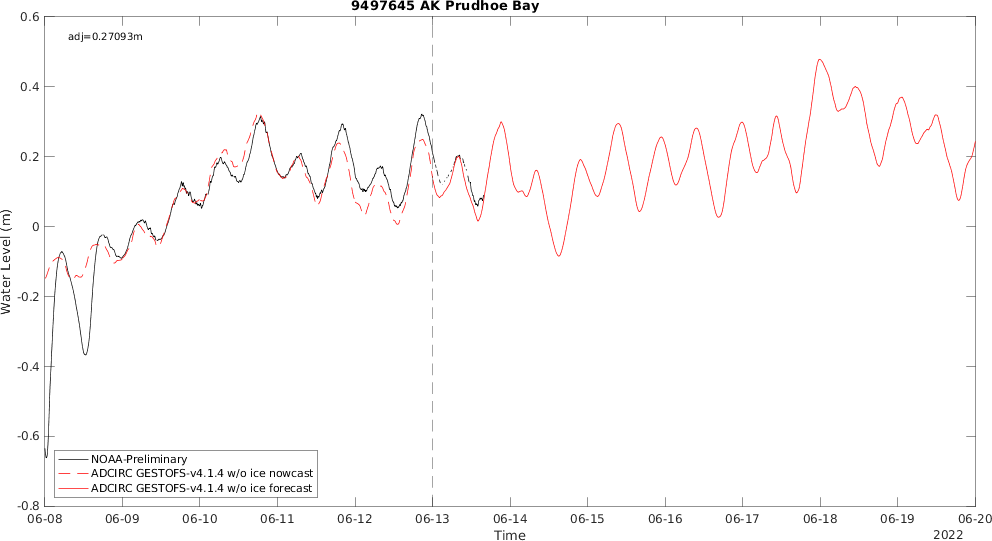 9497645 AK Prudhoe Bay
adj=0.27093m
0.6
0.4
0.2
0
-0.2
-0.4
-0.6
-0.8
Water Level (m)
NOAA-Preliminary
ADCIRC GESTOFS-v4.1.4 w/o ice nowcast
ADCIRC GESTOFS-v4.1.4 w/o ice forecast
06-08 06-09 06-10 06-11 06-12 06-13 06-14 06-15 06-16 06-17 06-18 06-19 06-20
Time
2022